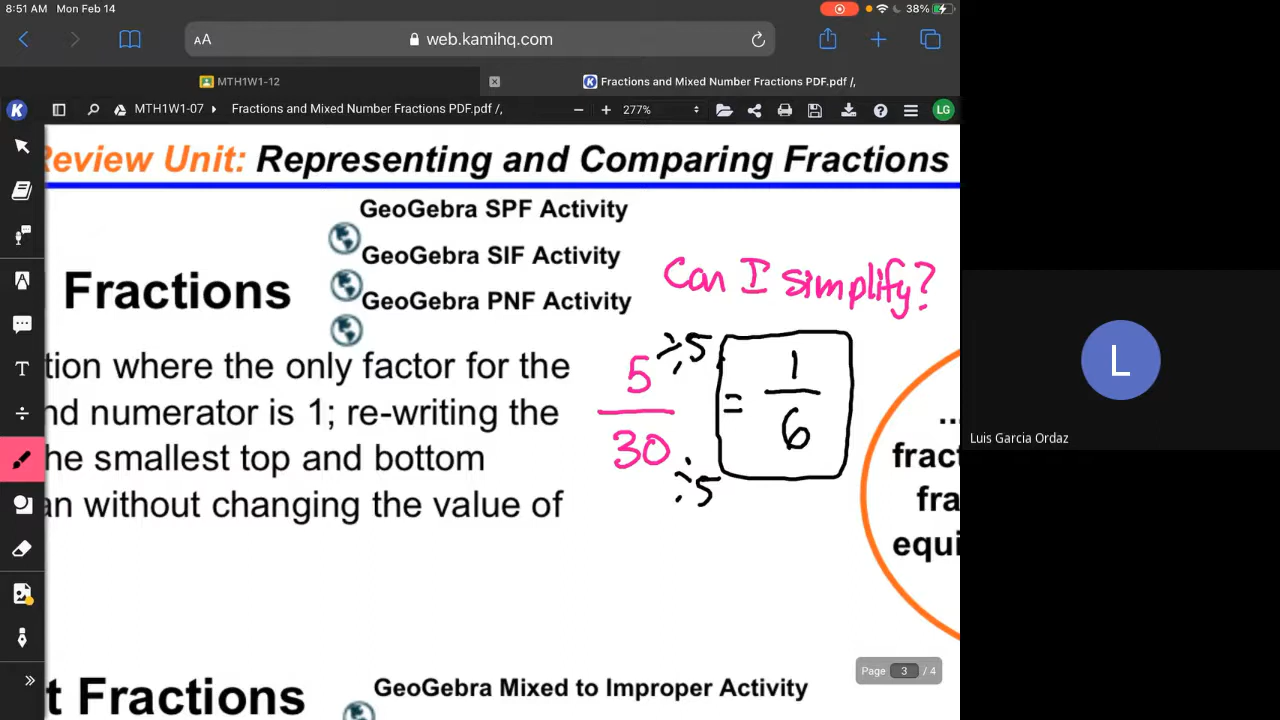 8:51 AM Mon Feb 14
38%
AA
web.kamihq.com
MTH1W1-12
K
Fractions and Mixed Number Fractions PDF.pdf /,
K
MTH1W1-07
Fractions and Mixed Number Fractions PDF.pdf /,
277%
LG
Review Unit: Representing and Comparing Fractions
GeoGebra SPF Activity
GeoGebra SIF Activity
Fractions
GeoGebra PNF Activity
Can I simplify?
tion where the only factor for the
nd numerator is 1; re-writing the
he smallest top and bottom
an without changing the value of
5 ÷5
30 ÷5
= 1
6
...
fract
fra
equi
Page 3 / 4
t Fractions
GeoGebra Mixed to Improper Activity
L
Luis Garcia Ordaz